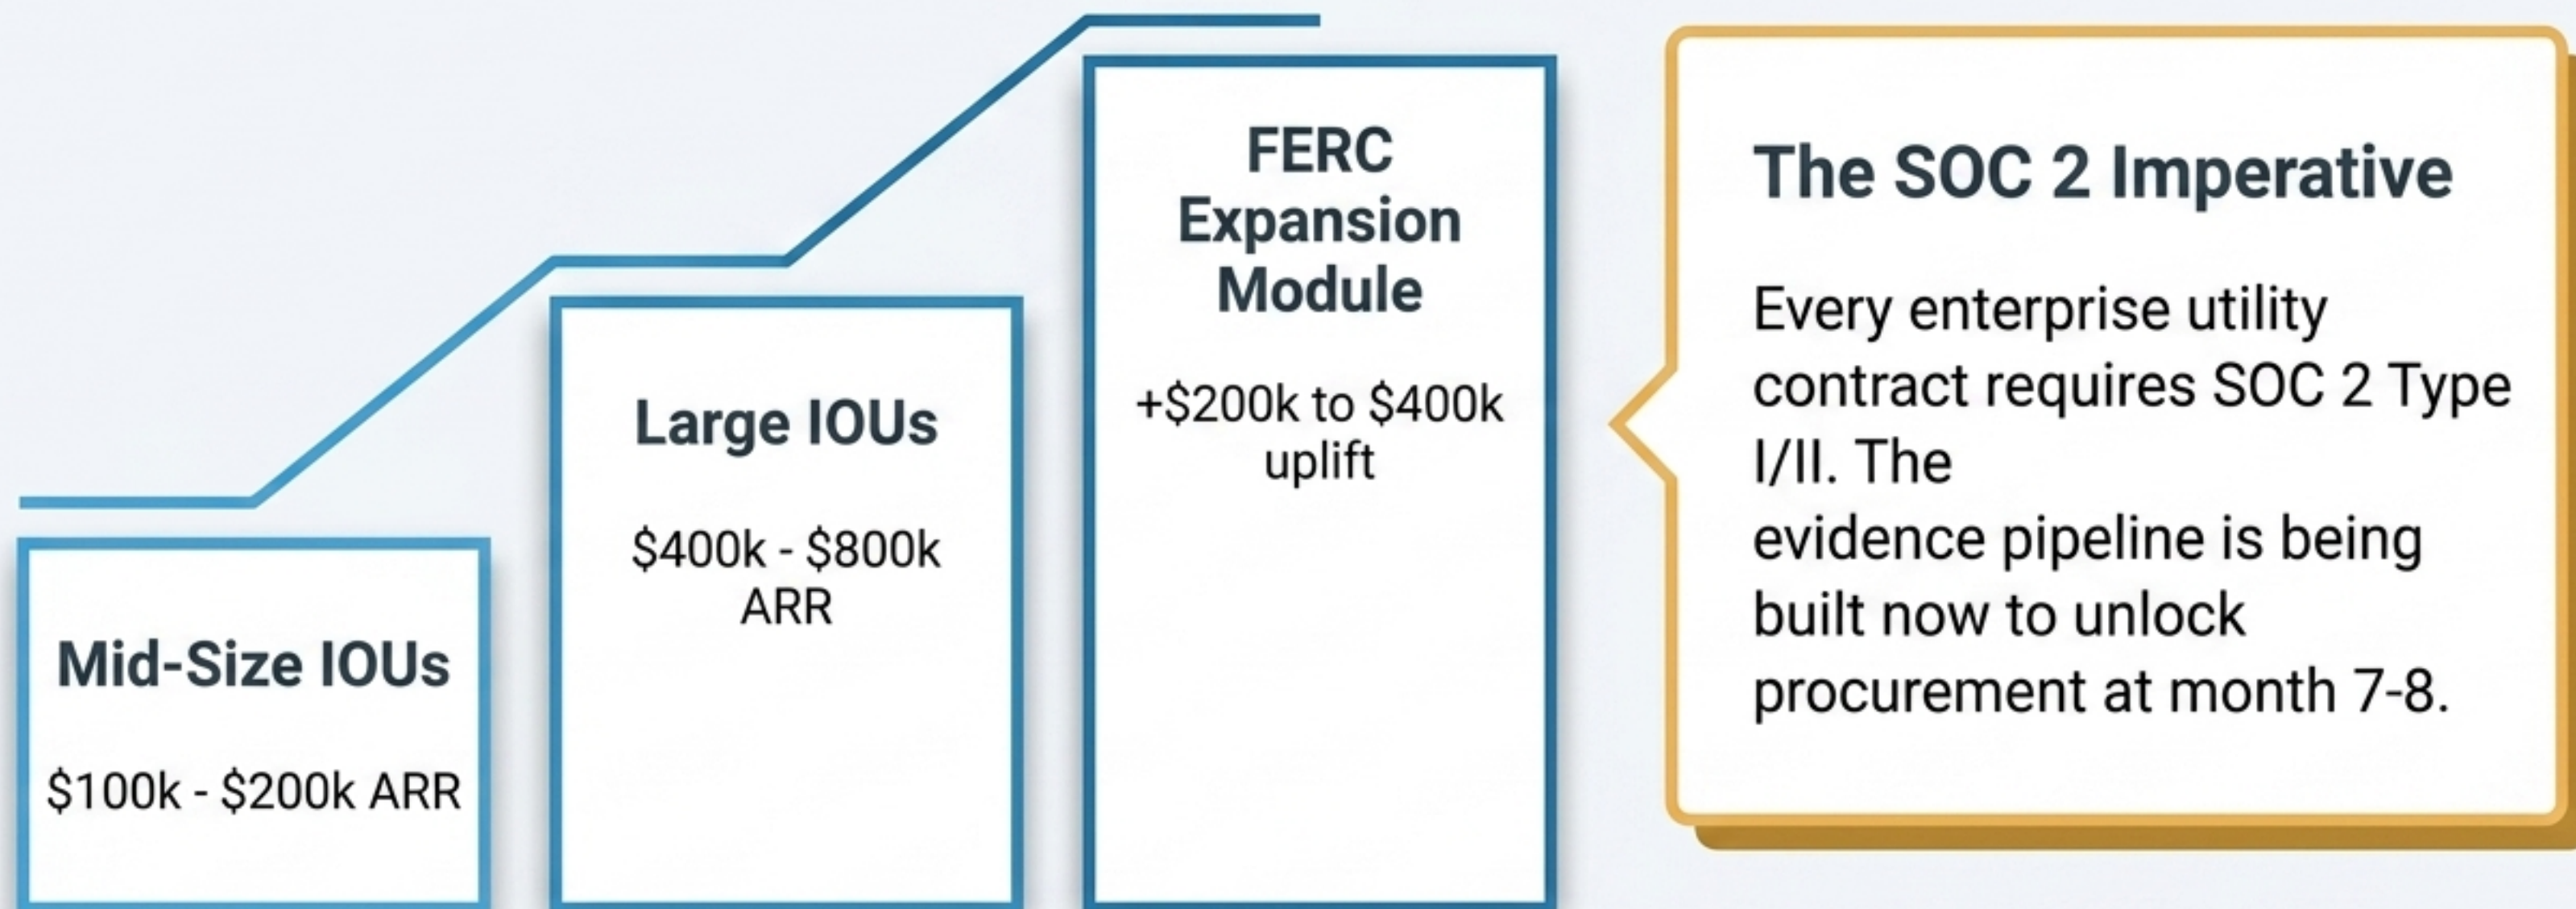 Mid-Size IOUs
$100k - $200k ARR
Large IOUs
$400k - $800k
ARR
FERC
Expansion
Module
+$200k to $400k
uplift
The SOC 2 Imperative
Every enterprise utility
contract requires SOC 2 Type
I/II. The
evidence pipeline is being
built now to unlock
procurement at month 7-8.